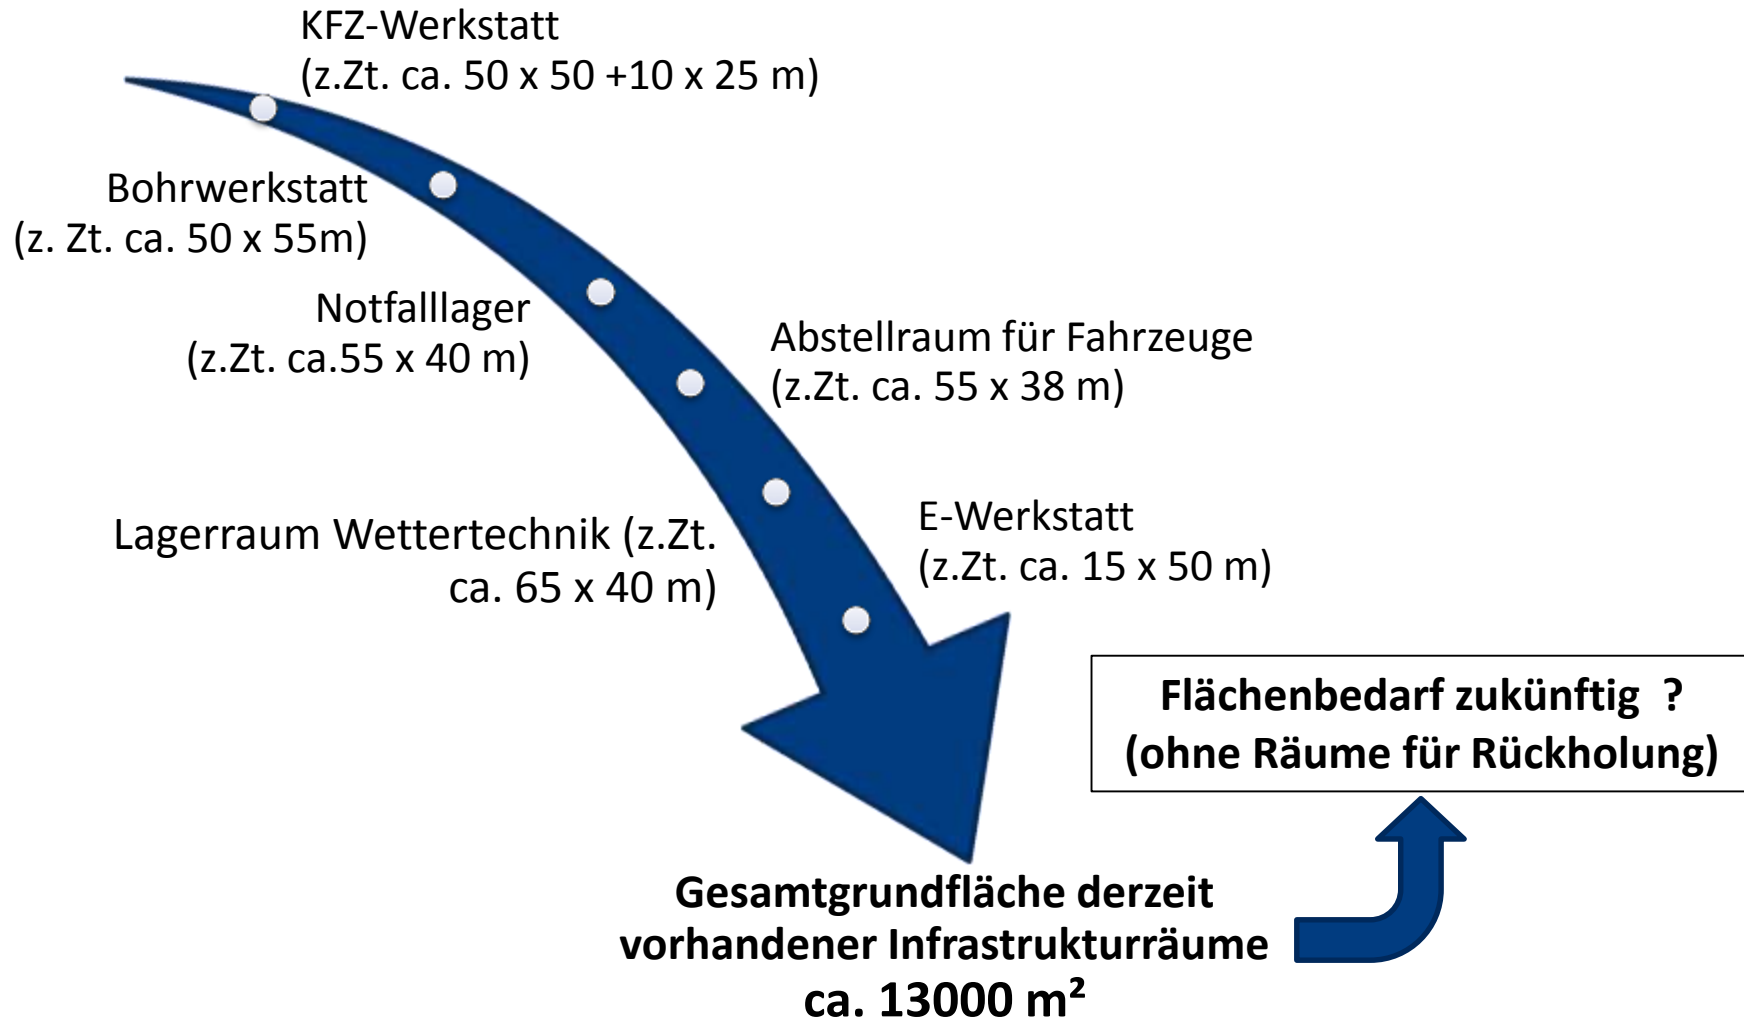 KFZ-Werkstatt
(z.Zt. ca. 50 x 50 +10 x 25 m)
Bohrwerkstatt
(z. Zt. ca. 50 x 55m)
Notfalllager
(z.Zt. ca.55 x 40 m)
Abstellraum für Fahrzeuge
(z.Zt. ca. 55 x 38 m)
Lagerraum Wettertechnik (z.Zt.
ca. 65 x 40 m)
E-Werkstatt
(z.Zt. ca. 15 x 50 m)
Flächenbedarf zukünftig ?
(ohne Räume für Rückholung)
Gesamtgrundfläche derzeit
vorhandener Infrastrukturräume
ca. 13000 m²